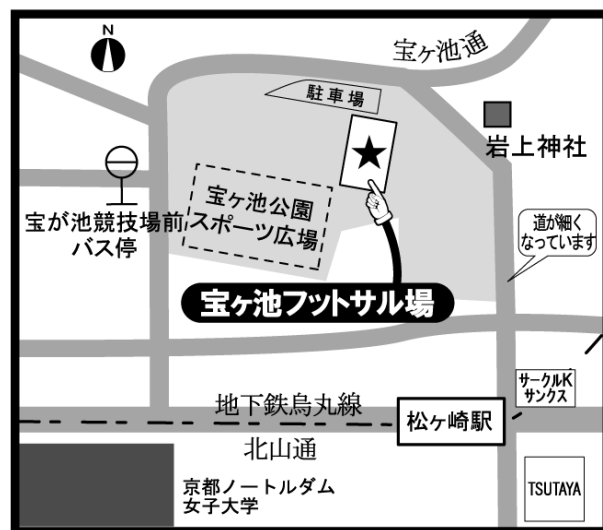 N
宝ヶ池通
駐車場
岩上神社
宝ヶ池公園
スポーツ広場
宝が池競技場前
バス停
道が細く
なっています
宝ヶ池フットサル場
サークルK
サンクス
地下鉄烏丸線
松ヶ崎駅
北山通
京都ノートルダム
女子大学
TSUTAYA